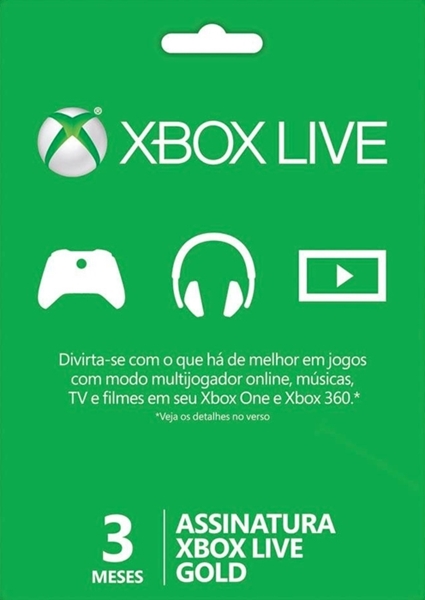 XBOX LIVE
Divirta-se com o que há de melhor em jogos
com modo multijogador online, músicas,
TV e filmes em seu Xbox One e Xbox 360.*
*Veja os detalhes no verso
3
MESES
ASSINATURA
XBOX LIVE
GOLD